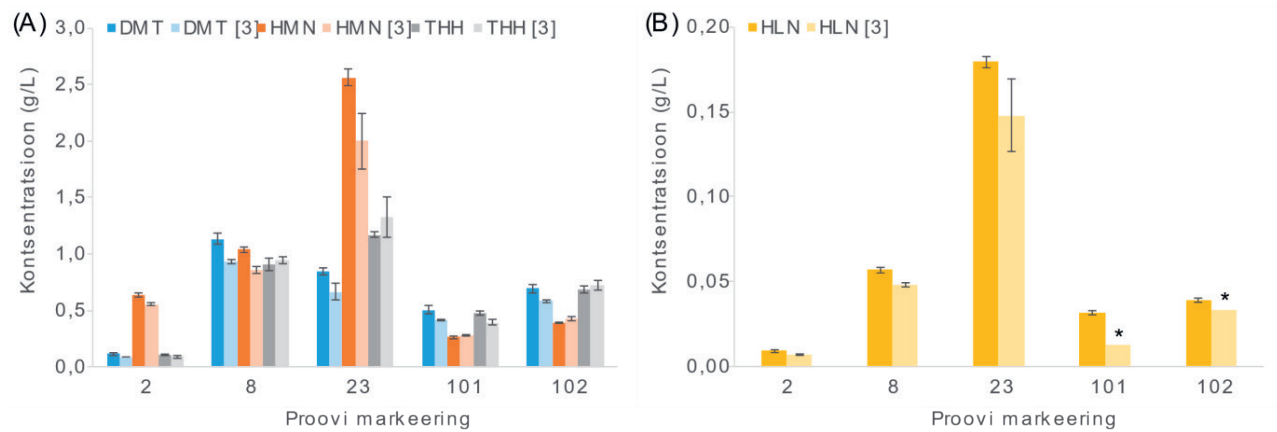 (A)
DMT DMT [3] HMN HMN [3] THH THH [3]
Kontsentratsioon (g/L)
3,0
2,5
2,0
1,5
1,0
0,5
0,0
2 8 23 101 102
Proovi markeering
(B)
HLN HLN [3]
Kontsentratsioon (g/L)
0,20
0,15
0,10
0,05
0,00
* *
2 8 23 101 102
Proovi markeering